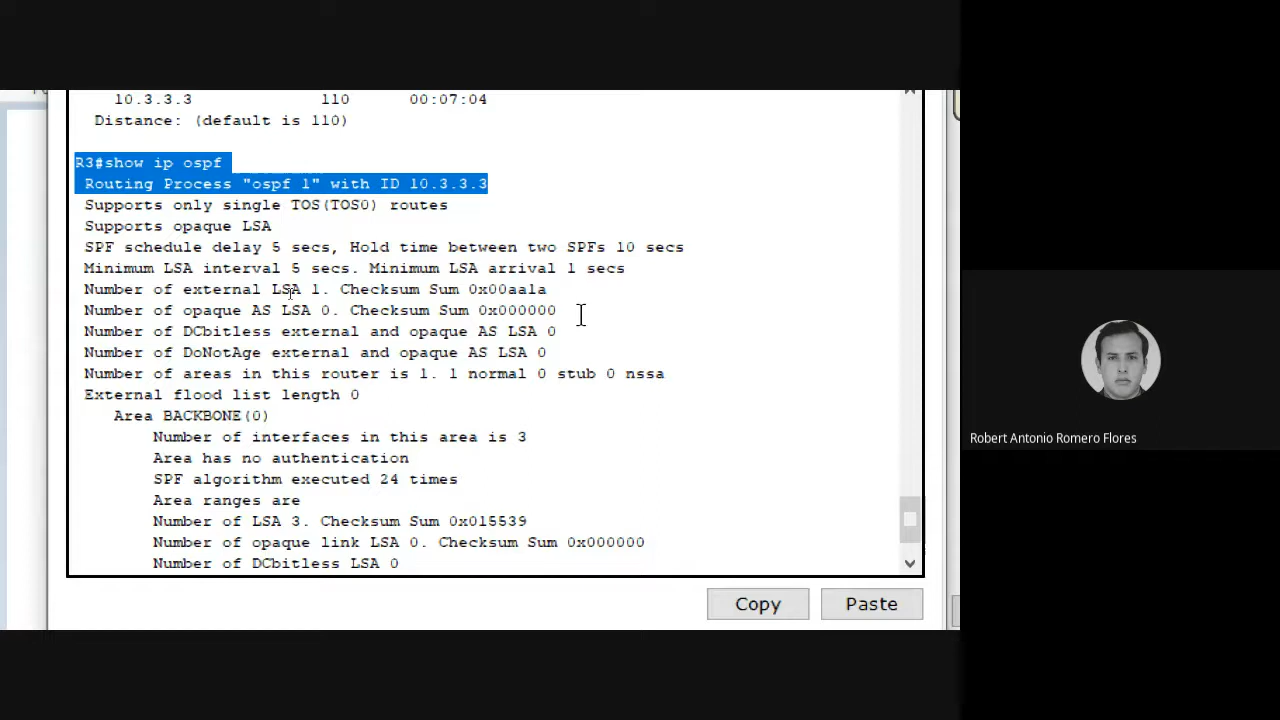 10.3.3.3 110 00:07:04
Distance: (default is 110)
R3#show ip ospf
Routing Process "ospf 1" with ID 10.3.3.3
Supports only single TOS(TOS0) routes
Supports opaque LSA
SPF schedule delay 5 secs, Hold time between two SPFs 10 secs
Minimum LSA interval 5 secs. Minimum LSA arrival 1 secs
Number of external LSA 1. Checksum Sum 0x00aa1a
Number of opaque AS LSA 0. Checksum Sum 0x000000
Number of DCbitless external and opaque AS LSA 0
Number of DoNotAge external and opaque AS LSA 0
Number of areas in this router is 1. 1 normal 0 stub 0 nssa
External flood list length 0
Area BACKBONE(0)
Number of interfaces in this area is 3
Area has no authentication
SPF algorithm executed 24 times
Area ranges are
Number of LSA 3. Checksum Sum 0x015539
Number of opaque link LSA 0. Checksum Sum 0x000000
Number of DCbitless LSA 0
Copy Paste
Robert Antonio Romero Flores